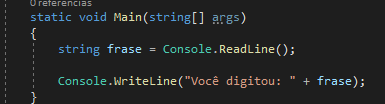 0 referências
static void Main(string[] args)
{
string frase = Console.ReadLine();
Console.WriteLine("Você digitou: " + frase);
}